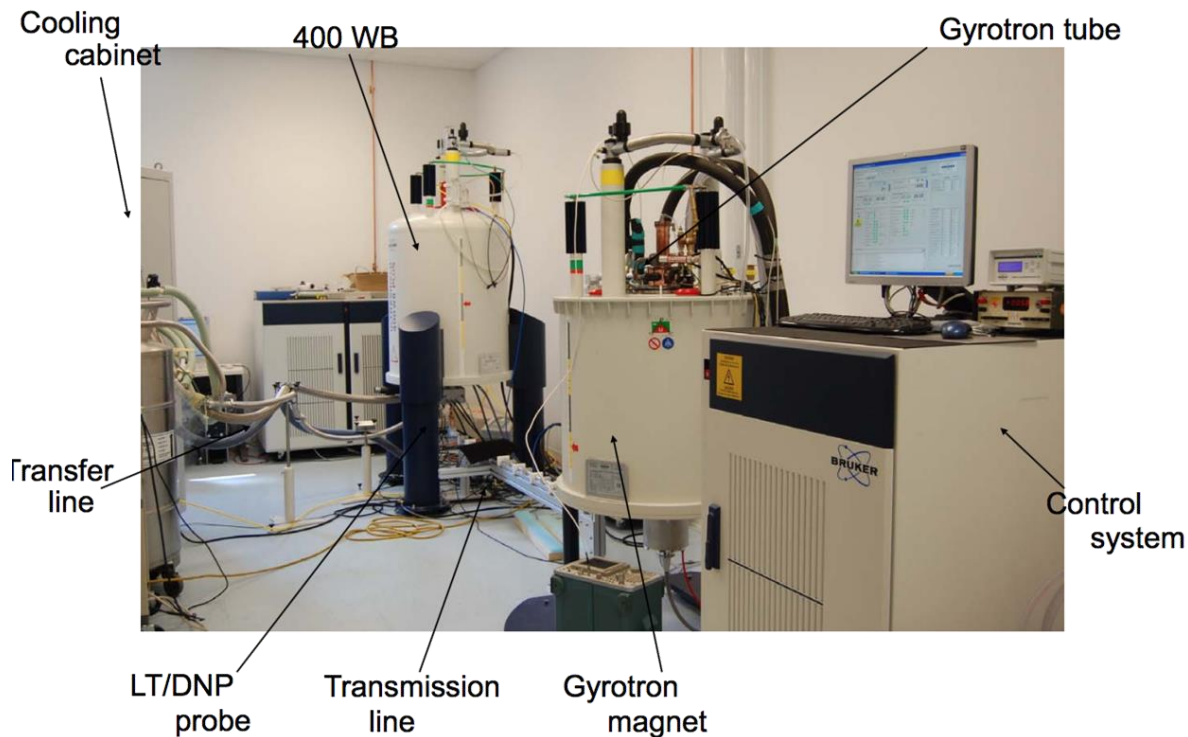 Cooling
cabinet
400 WB
Gyrotron tube
BRUKER
Transfer
line
Control
system
LT/DNP
probe
Transmission
line
Gyrotron
magnet